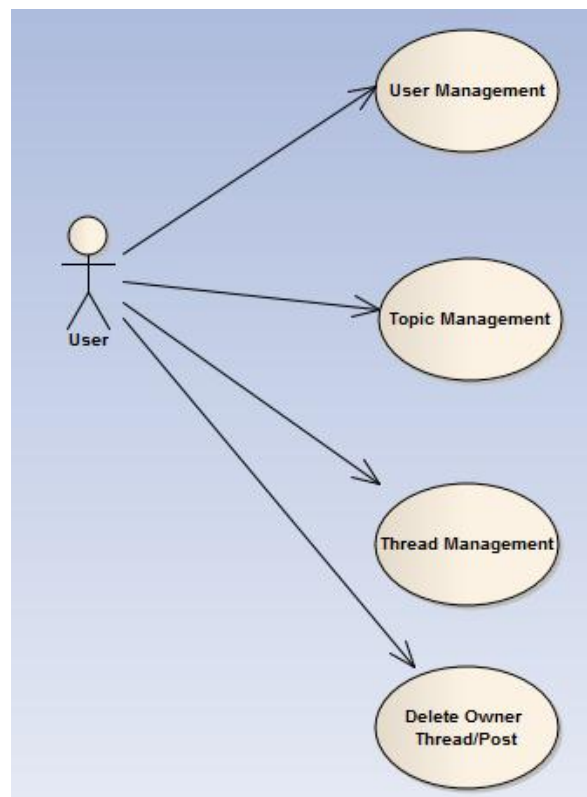 User Management
Topic Management
User
Thread Management
Delete Owner
Thread/Post